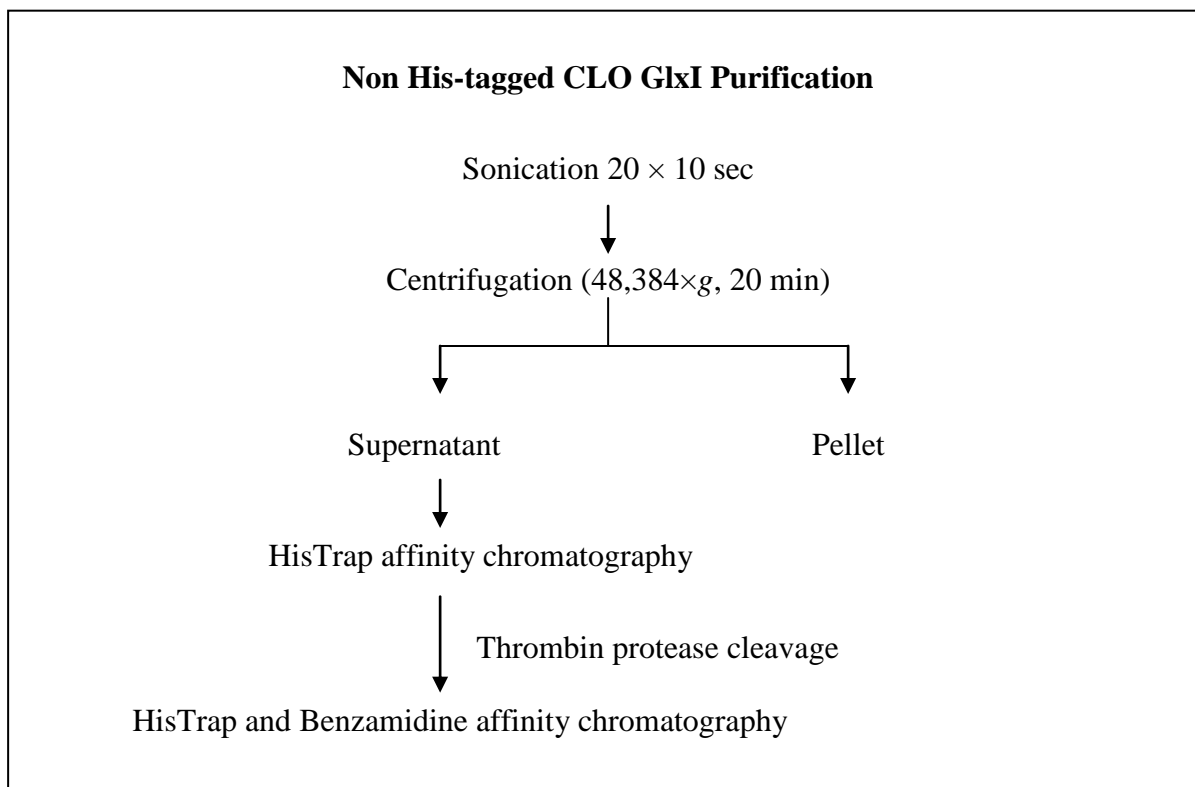 Non His-tagged CLO GlxI Purification
Sonication 20 × 10 sec
Centrifugation (48,384×g, 20 min)
Supernatant
Pellet
HisTrap affinity chromatography
Thrombin protease cleavage
HisTrap and Benzamidine affinity chromatography